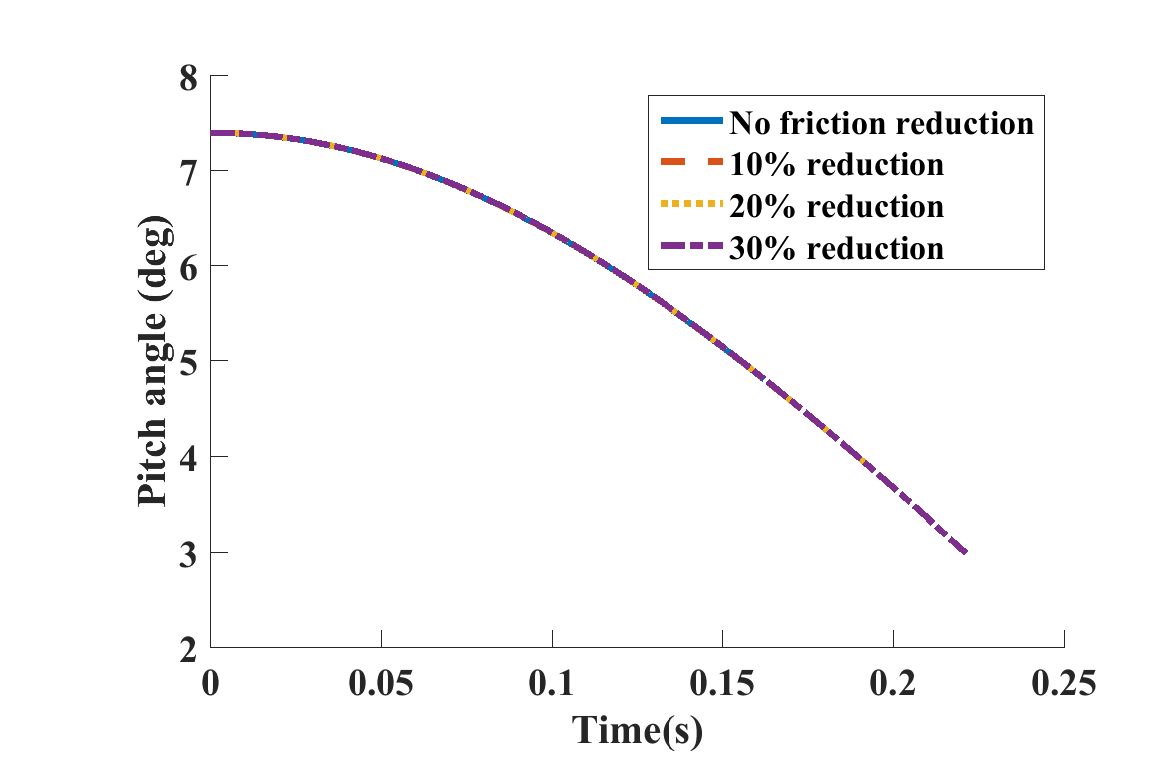 8
7
6
5
4
3
2
Pitch angle (deg)
No friction reduction
10% reduction
20% reduction
30% reduction
0
0.05
0.1
0.15
0.2
0.25
Time(s)